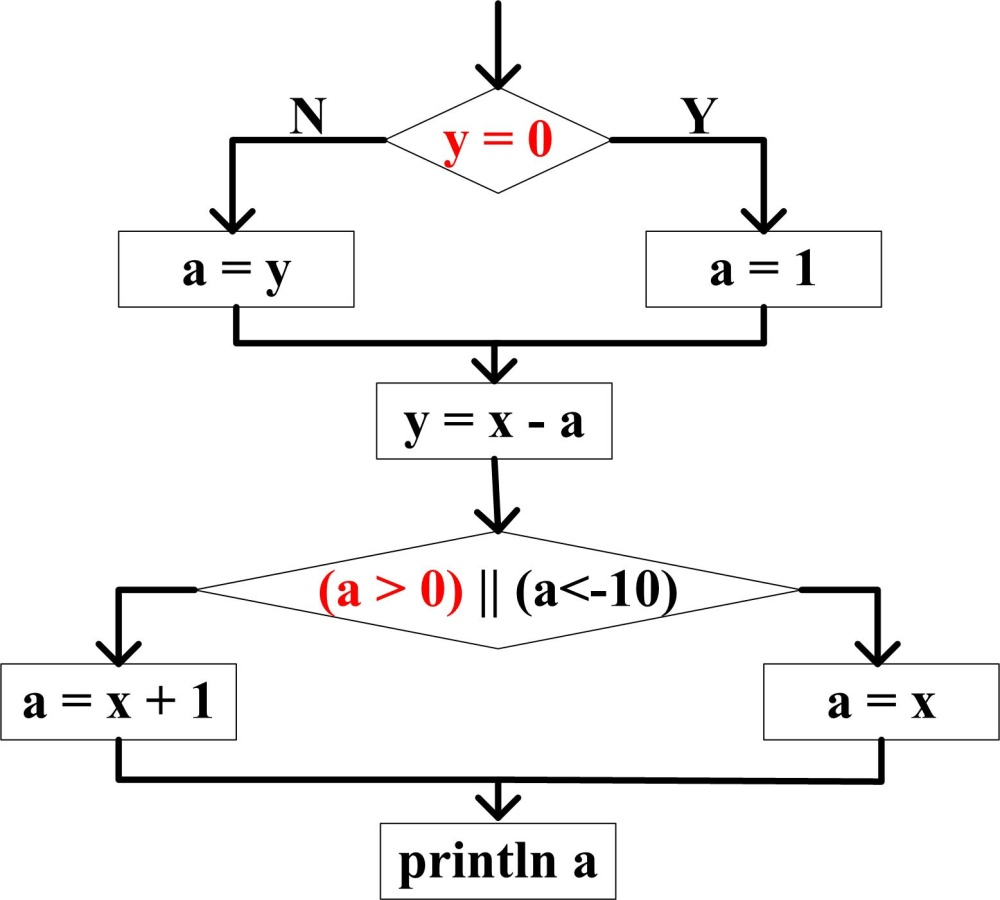 N
Y
y = 0
a = y
a = 1
y = x - a
(a > 0) || (a<-10)
a = x + 1
a = x
println a